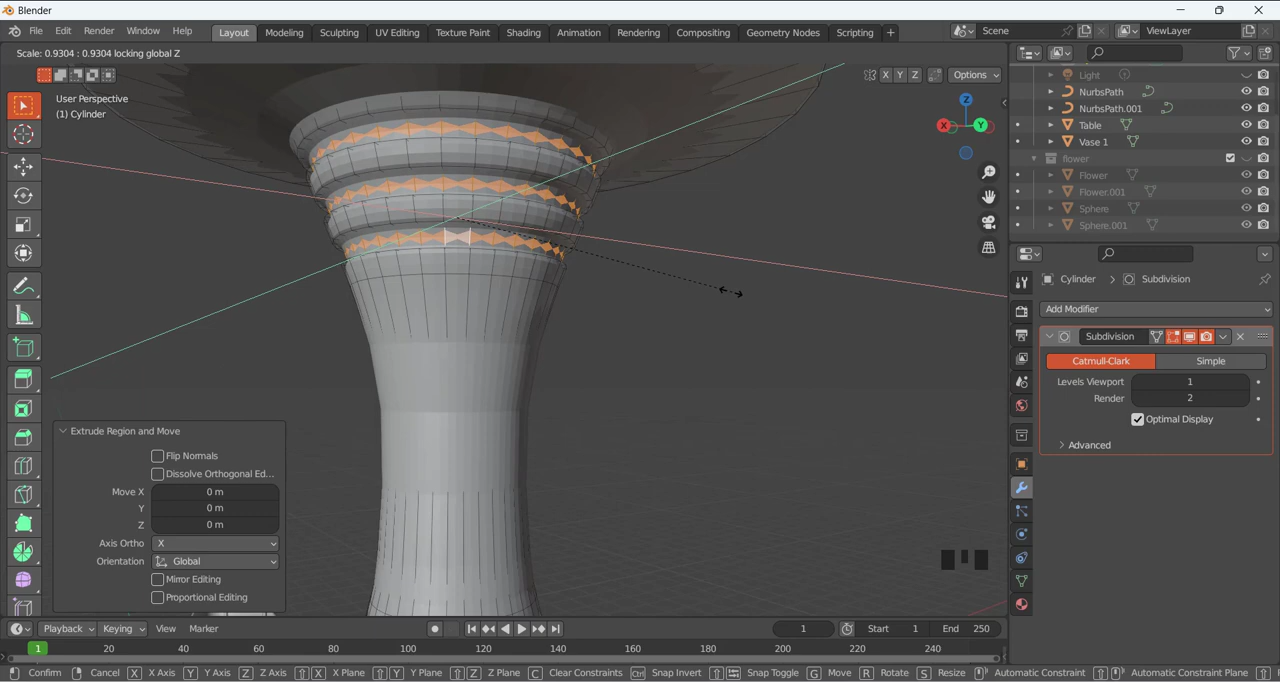 Blender
File Edit Render Window Help Layout Modeling Sculpting UV Editing Texture Paint Shading Animation Rendering Compositing Geometry Nodes Scripting + Scene ViewLayer
Scale: 0.9304 : 0.9304 locking global Z
X Y Z Options
User Perspective
(1) Cylinder
Z
X Y
Light
NurbsPath
NurbsPath.001
Table
Vase 1
flower
Flower
Flower.001
Sphere
Sphere.001
Cylinder > Subdivision
Add Modifier
Subdivision
Catmull-Clark Simple
Levels Viewport 1
Render 2
Optimal Display
Advanced
Extrude Region and Move
Flip Normals
Dissolve Orthogonal Ed...
Move X 0 m
Y 0 m
Z 0 m
Axis Ortho X
Orientation Global
Mirror Editing
Proportional Editing
Playback Keying View Marker 1 Start 1 End 250
1 20 40 60 80 100 120 140 160 180 200 220 240
Confirm Cancel X X Axis Y Y Axis Z Z Axis X X Plane Y Y Plane Z Z Plane C Clear Constraints Ctrl Snap Invert Snap Toggle G Move R Rotate S Resize Automatic Constraint Automatic Constraint Plane